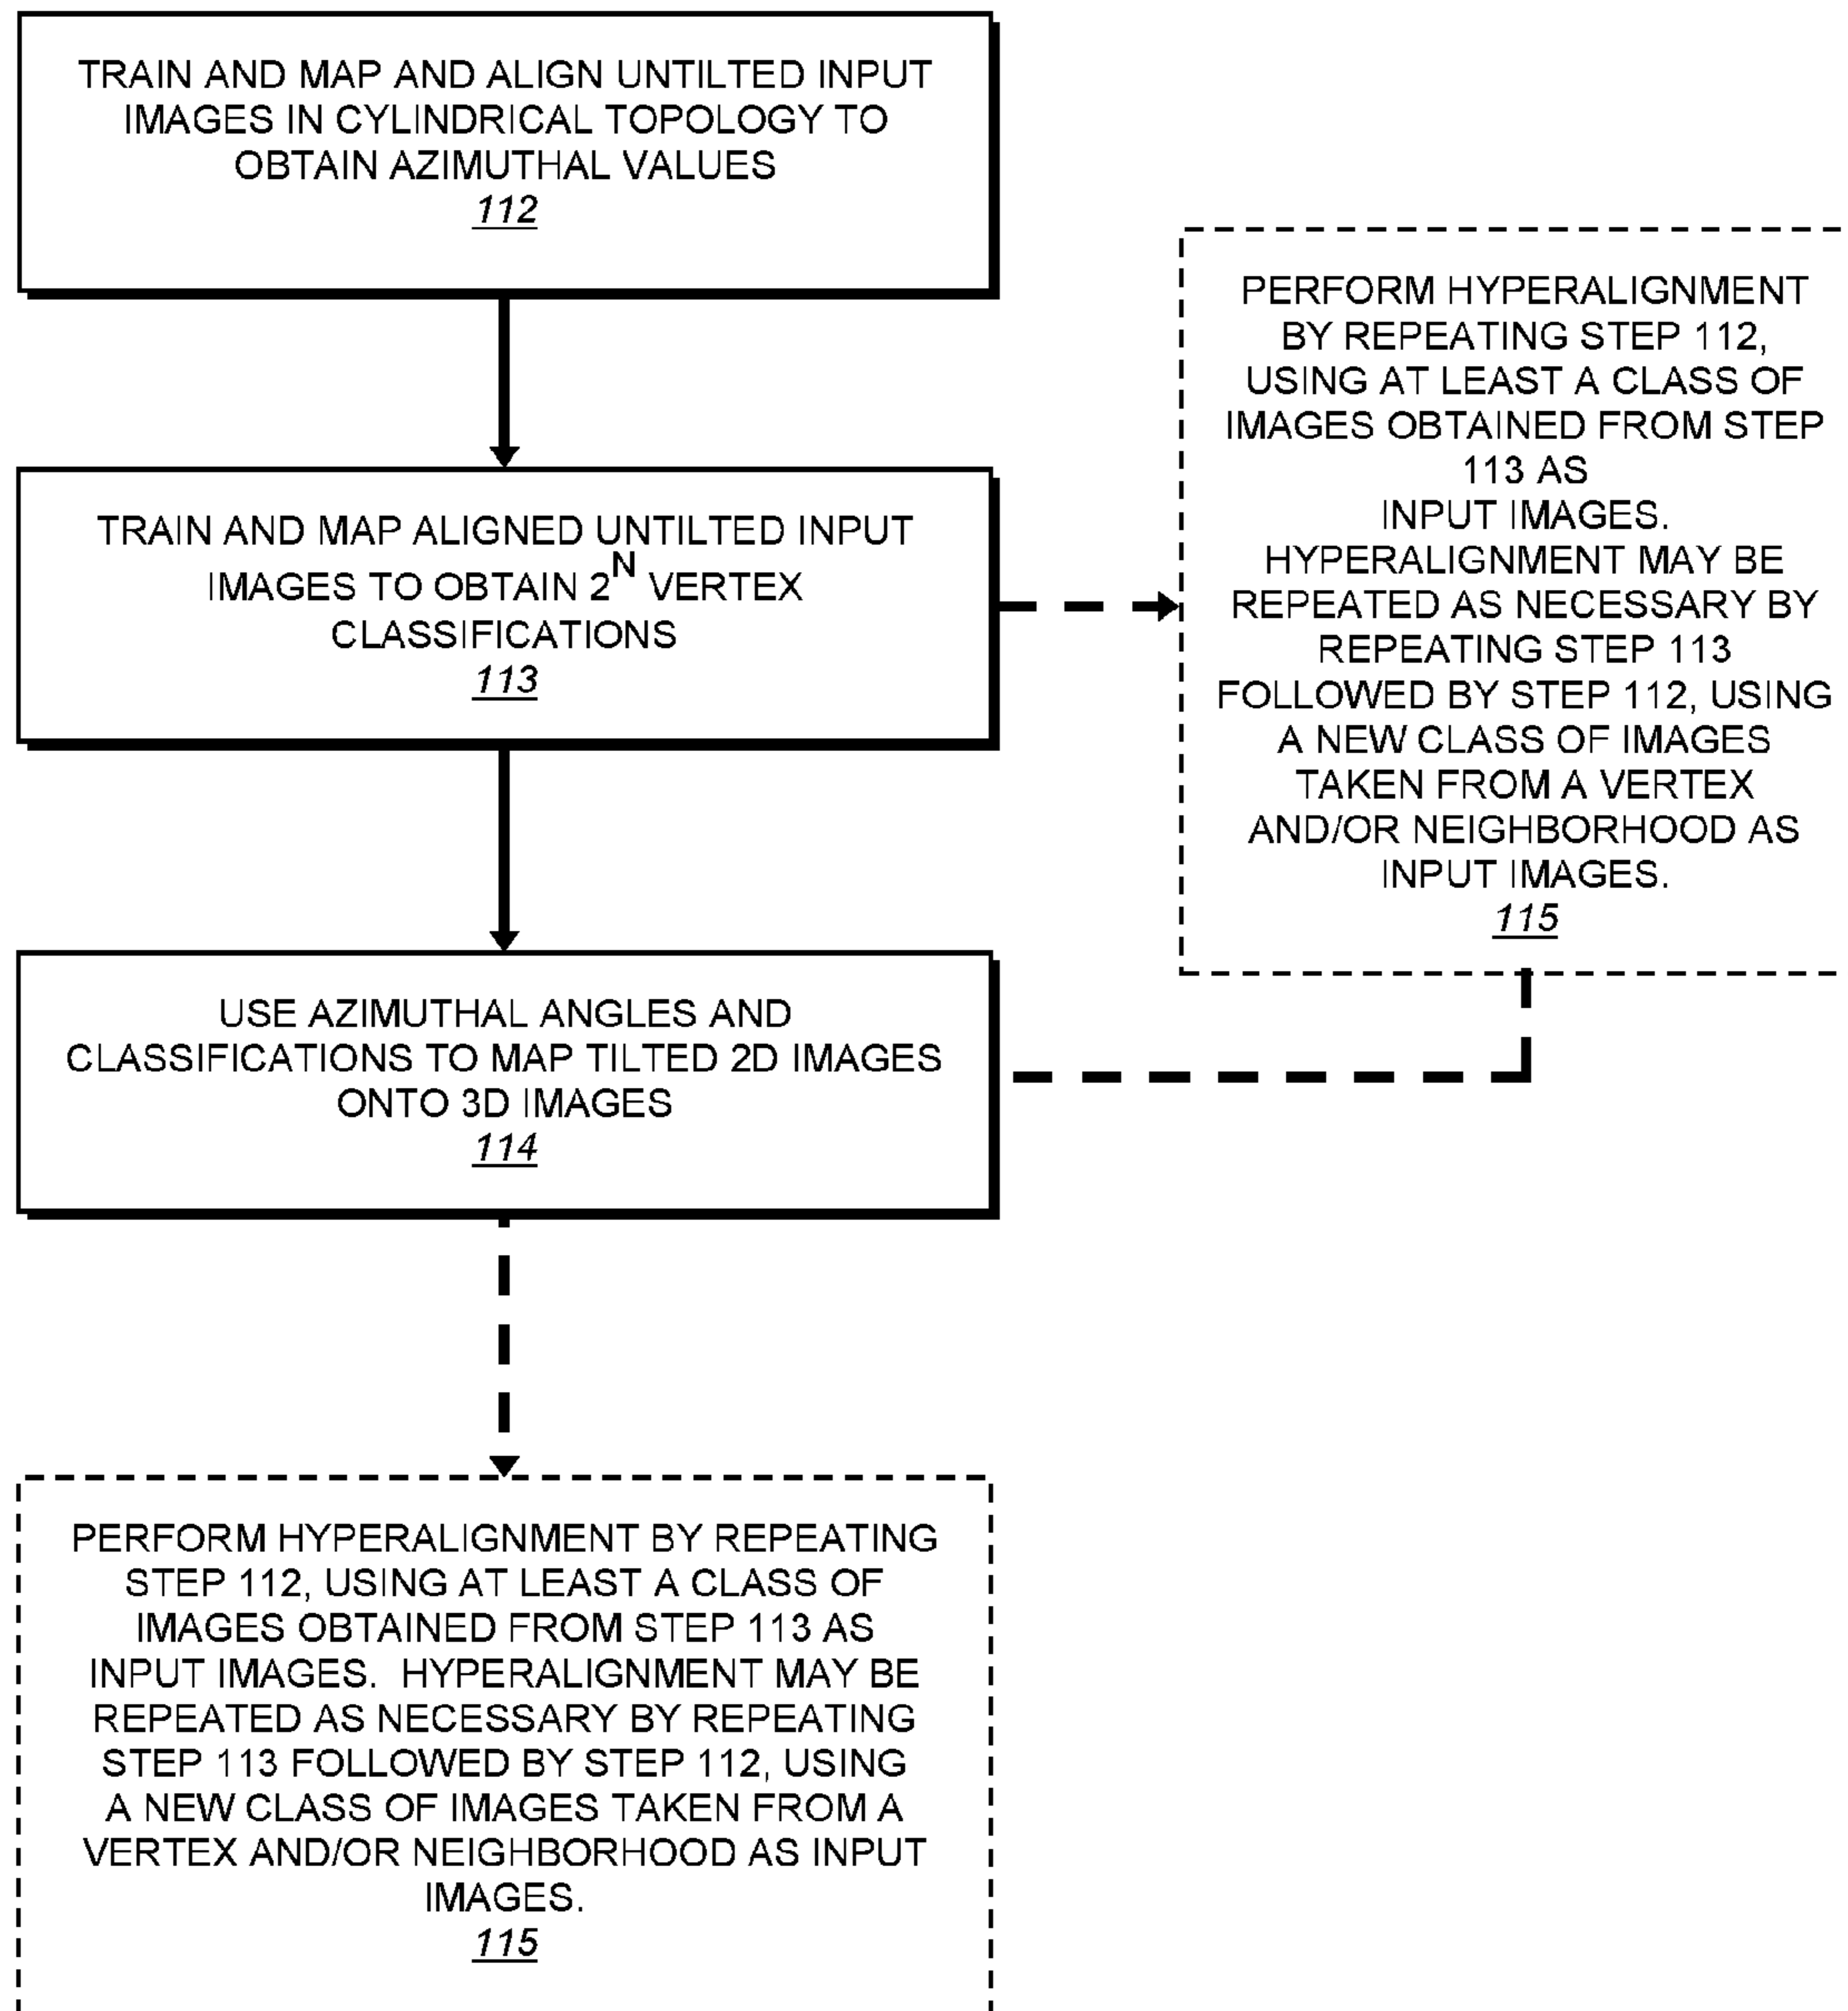 TRAIN AND MAP AND ALIGN UNTILTED INPUT
IMAGES IN CYLINDRICAL TOPOLOGY TO
OBTAIN AZIMUTHAL VALUES
112
TRAIN AND MAP ALIGNED UNTILTED INPUT
IMAGES TO OBTAIN 2^N VERTEX
CLASSIFICATIONS
113
PERFORM HYPERALIGNMENT
BY REPEATING STEP 112,
USING AT LEAST A CLASS OF
IMAGES OBTAINED FROM STEP
113 AS
INPUT IMAGES.
HYPERALIGNMENT MAY BE
REPEATED AS NECESSARY BY
REPEATING STEP 113
FOLLOWED BY STEP 112, USING
A NEW CLASS OF IMAGES
TAKEN FROM A VERTEX
AND/OR NEIGHBORHOOD AS
INPUT IMAGES.
115
USE AZIMUTHAL ANGLES AND
CLASSIFICATIONS TO MAP TILTED 2D IMAGES
ONTO 3D IMAGES
114
PERFORM HYPERALIGNMENT BY REPEATING
STEP 112, USING AT LEAST A CLASS OF
IMAGES OBTAINED FROM STEP 113 AS
INPUT IMAGES. HYPERALIGNMENT MAY BE
REPEATED AS NECESSARY BY REPEATING
STEP 113 FOLLOWED BY STEP 112, USING
A NEW CLASS OF IMAGES TAKEN FROM A
VERTEX AND/OR NEIGHBORHOOD AS INPUT
IMAGES.
115